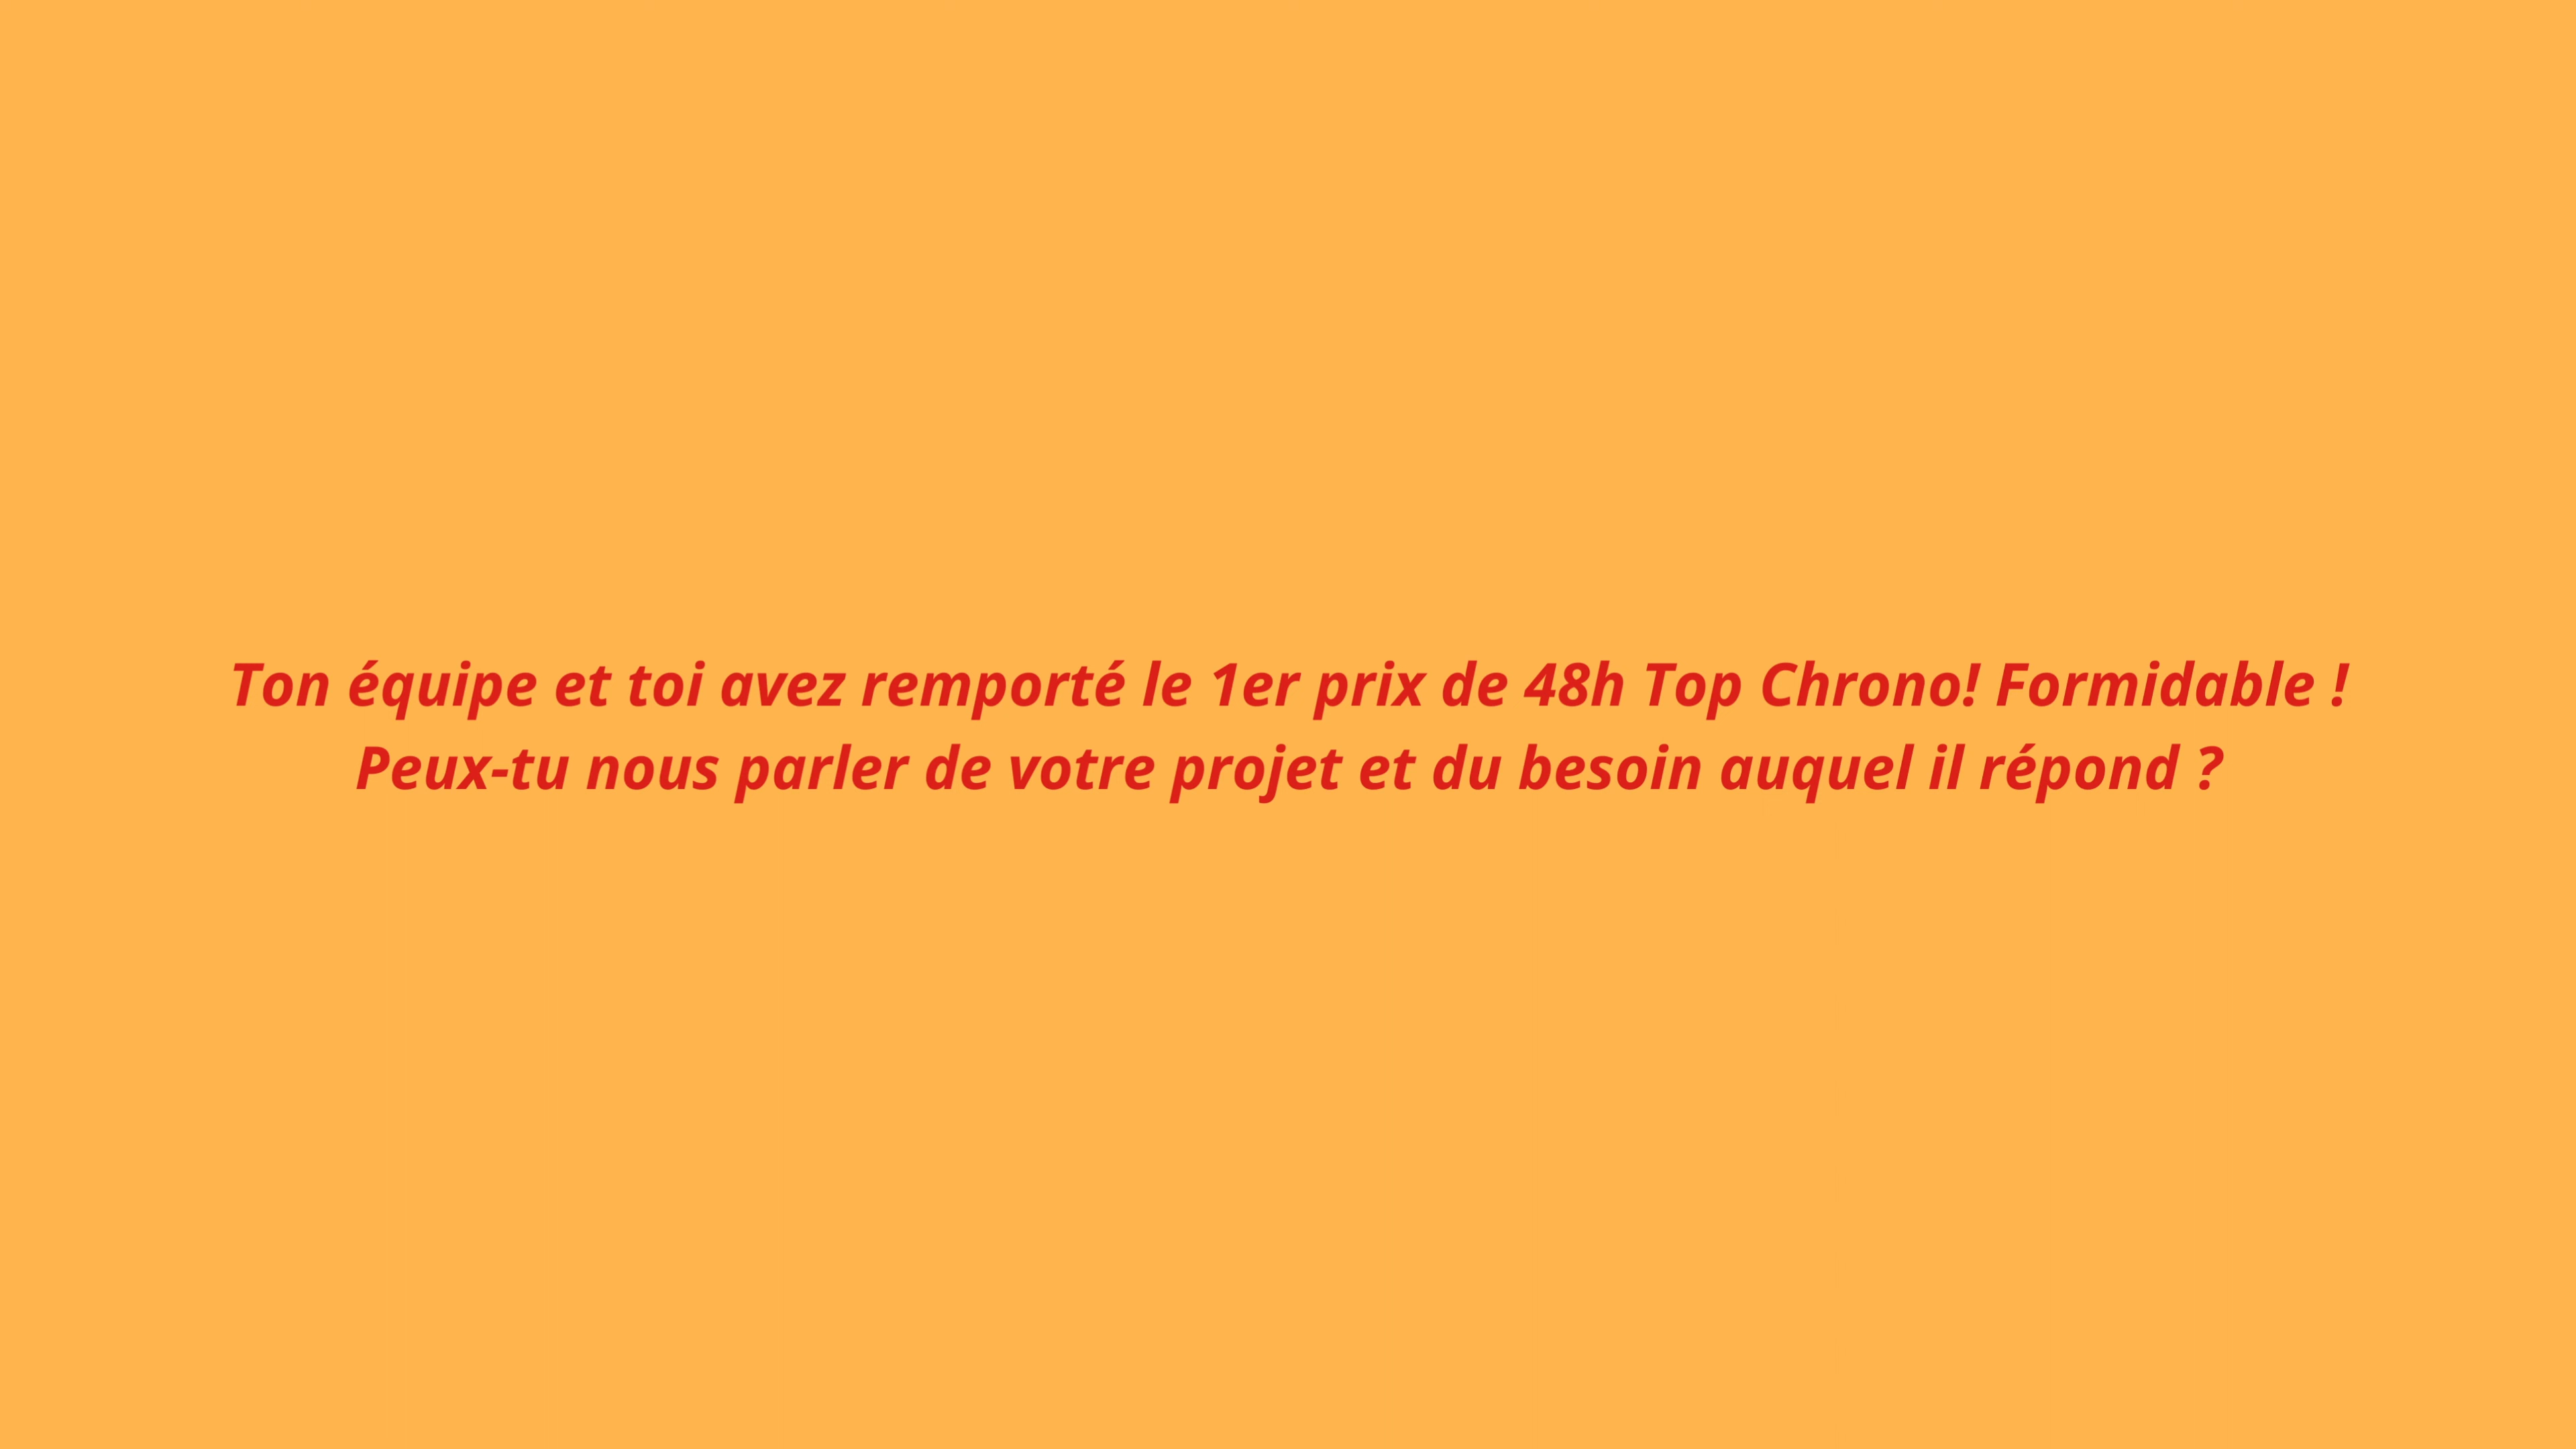 Ton équipe et toi avez remporté le 1er prix de 48h Top Chrono! Formidable !
Peux-tu nous parler de votre projet et du besoin auquel il répond ?